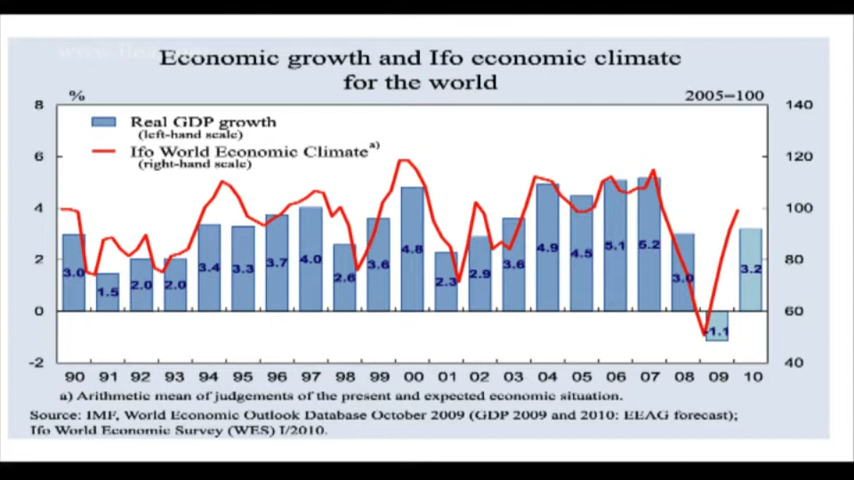 Economic growth and Ifo economic climate
for the world
% 2005=100
8 140
Real GDP growth
(left-hand scale)
Ifo World Economic Climate a)
(right-hand scale)
6 120
4 100
2 80
0 60
-2 40
3.0 1.5 2.0 2.0 3.4 3.3 3.7 4.0 2.6 3.6 4.8 2.3 2.9 3.6 4.9 4.5 5.1 5.2 3.0 -1.1 3.2
90 91 92 93 94 95 96 97 98 99 00 01 02 03 04 05 06 07 08 09 10
a) Arithmetic mean of judgements of the present and expected economic situation.
Source: IMF, World Economic Outlook Database October 2009 (GDP 2009 and 2010: EEAG forecast);
Ifo World Economic Survey (WES) I/2010.